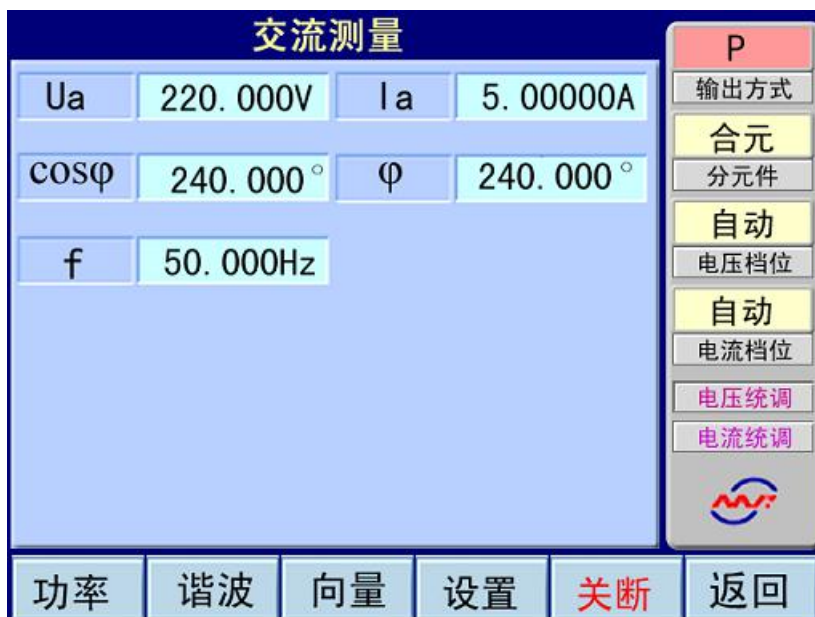 交流测量
Ua 220.000V Ia 5.00000A
cosφ 240.000° φ 240.000°
f 50.000Hz
P
输出方式
合元
分元件
自动
电压档位
自动
电流档位
电压统调
电流统调
功率 谐波 向量 设置 关断 返回